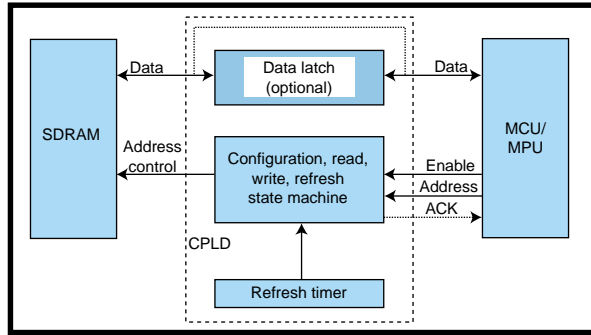 Data
Data latch
(optional)
Data
SDRAM
MCU/
MPU
Address
control
Configuration, read,
write, refresh
state machine
Enable
Address
ACK
CPLD
Refresh timer